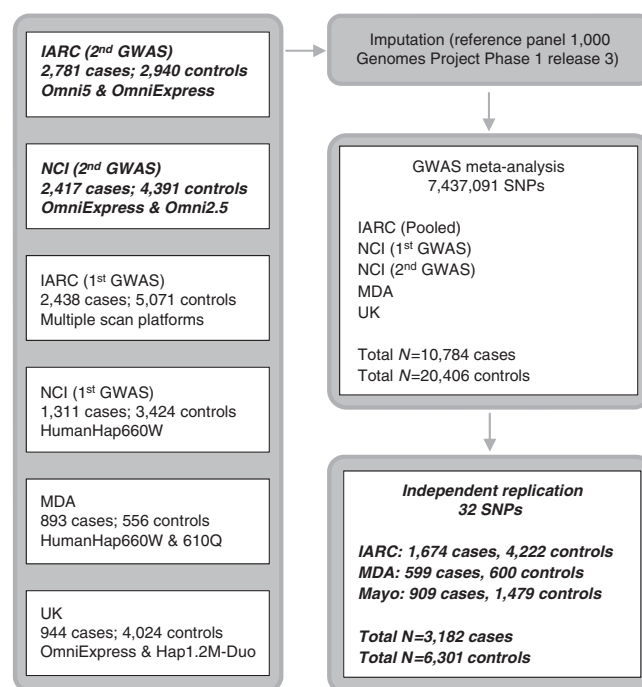 IARC (2nd GWAS)
2,781 cases; 2,940 controls
Omni5 & OmniExpress
NCI (2nd GWAS)
2,417 cases; 4,391 controls
OmniExpress & Omni2.5
IARC (1st GWAS)
2,438 cases; 5,071 controls
Multiple scan platforms
NCI (1st GWAS)
1,311 cases; 3,424 controls
HumanHap660W
MDA
893 cases; 556 controls
HumanHap660W & 610Q
UK
944 cases; 4,024 controls
OmniExpress & Hap1.2M-Duo
Imputation (reference panel 1,000
Genomes Project Phase 1 release 3)
GWAS meta-analysis
7,437,091 SNPs
IARC (Pooled)
NCI (1st GWAS)
NCI (2nd GWAS)
MDA
UK
Total N=10,784 cases
Total N=20,406 controls
Independent replication
32 SNPs
IARC: 1,674 cases, 4,222 controls
MDA: 599 cases, 600 controls
Mayo: 909 cases, 1,479 controls
Total N=3,182 cases
Total N=6,301 controls